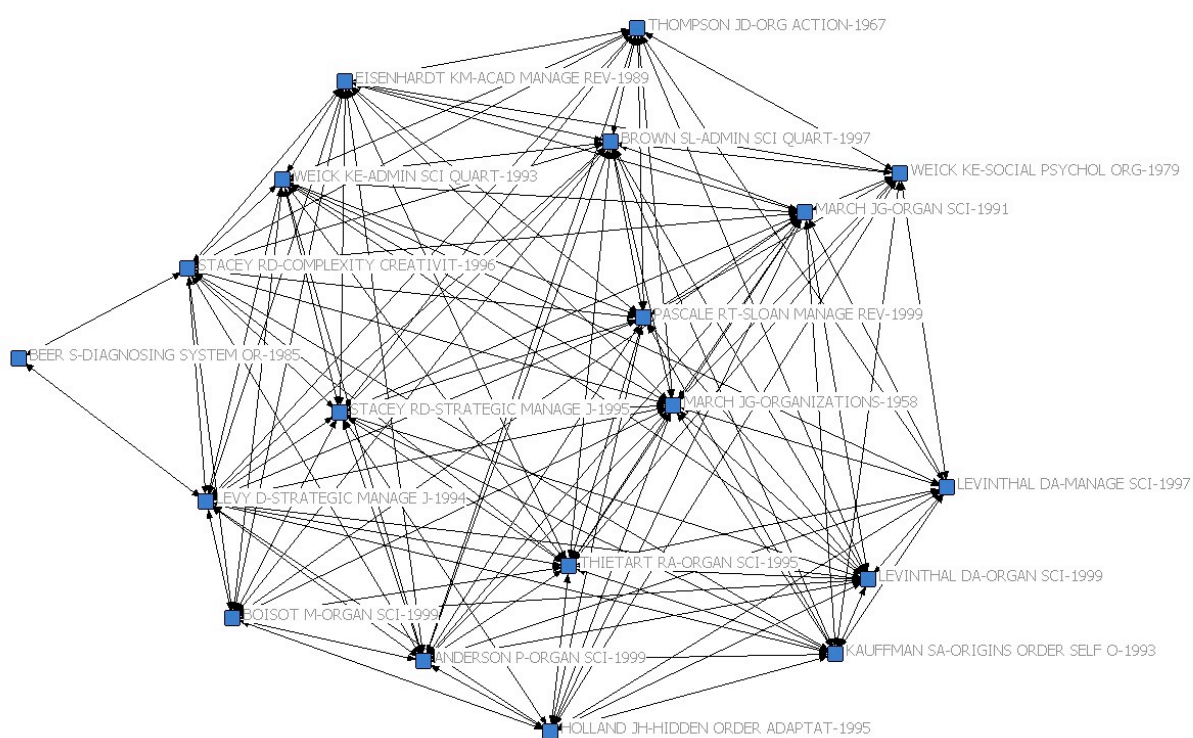 THOMPSON JD-ORG ACTION-1967
EISENHARDT KM-ACAD MANAGE REV-1989
BROWN SL-ADMIN SCI QUART-1997
WEICK KE-SOCIAL PSYCHOL ORG-1979
WEICK KE-ADMIN SCI QUART-1993
MARCH JG-ORGAN SCI-1991
STACEY RD-COMPLEXITY CREATIVIT-1996
PASCALE RT-SLOAN MANAGE REV-1999
BEER S-DIAGNOSING SYSTEM OR-1985
MARCH JG-ORGANIZATIONS-1958
STACEY RD-STRATEGIC MANAGE J-1995
LEVINTHAL DA-MANAGE SCI-1997
LEVY D-STRATEGIC MANAGE J-1994
THIETART RA-ORGAN SCI-1995
LEVINTHAL DA-ORGAN SCI-1999
BOISOT M-ORGAN SCI-1999
KAUFFMAN SA-ORIGINS ORDER SELF O-1993
ANDERSON P-ORGAN SCI-1999
HOLLAND JH-HIDDEN ORDER ADAPTAT-1995